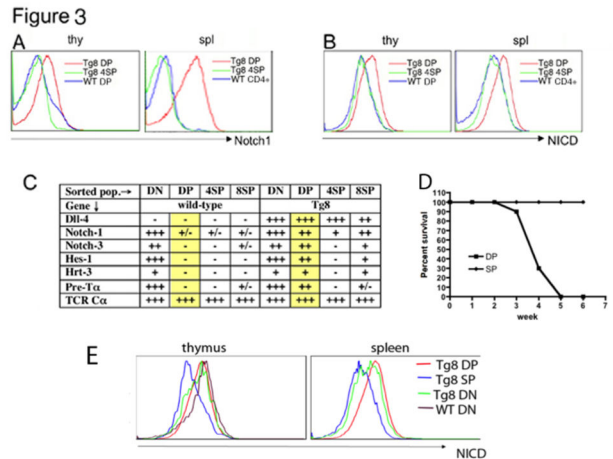 Figure 3
A
thy
spl
Tg8 DP
Tg8 4SP
WT DP
Tg8 DP
Tg8 4SP
WT CD4+
Notch1
B
thy
spl
Tg8 DP
Tg8 4SP
WT DP
Tg8 DP
Tg8 4SP
WT CD4+
NICD
C
Sorted pop.→ DN DP 4SP 8SP DN DP 4SP 8SP
Gene ↓ wild-type Tg8
Dll-4 - - - - +++ +++ +++ ++
Notch-1 +++ +/- +/- +/- +++ ++ + ++
Notch-3 ++ - - +/- ++ ++ - +
Hes-1 +++ - - - +++ ++ - +
Hrt-3 + - - - + + - +
Pre-Tα +++ - - +/- +++ ++ - +/-
TCR Cα +++ +++ +++ +++ +++ +++ +++ +++
D
Percent survival
110
100
90
80
70
60
50
40
30
20
10
0
DP
SP
0 1 2 3 4 5 6 7
week
E
thymus
spleen
Tg8 DP
Tg8 SP
Tg8 DN
WT DN
NICD